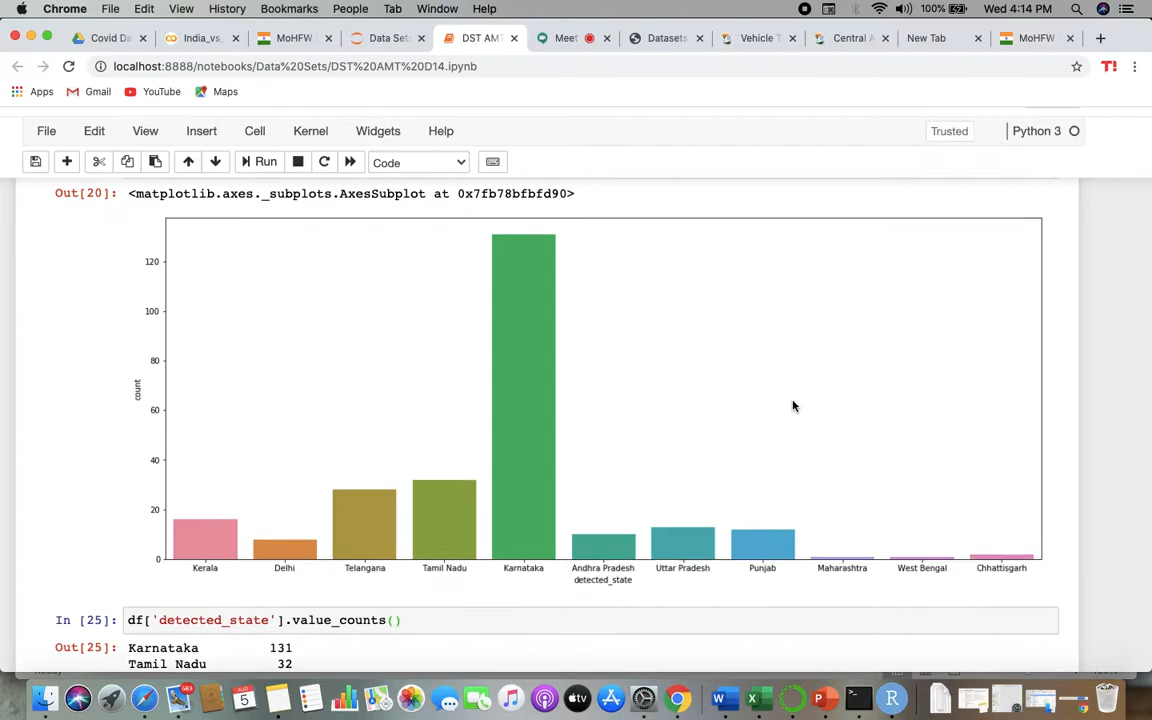 Chrome File Edit View History Bookmarks People Tab Window Help 100% Wed 4:14 PM
Covid Da India_vs_ MoHFW Data Set DST AMT Meet Datasets Vehicle T Central A New Tab MoHFW
localhost:8888/notebooks/Data%20Sets/DST%20AMT%20D14.ipynb
Apps Gmail YouTube Maps
File Edit View Insert Cell Kernel Widgets Help Trusted Python 3
Run Code
Out[20]: <matplotlib.axes._subplots.AxesSubplot at 0x7fb78bfbfd90>
120
100
80
count
60
40
20
0
Kerala Delhi Telangana Tamil Nadu Karnataka Andhra Pradesh Uttar Pradesh Punjab Maharashtra West Bengal Chhattisgarh
detected_state
In [25]: df['detected_state'].value_counts()
Out[25]: Karnataka 131
Tamil Nadu 32
583
AUG
5
tv